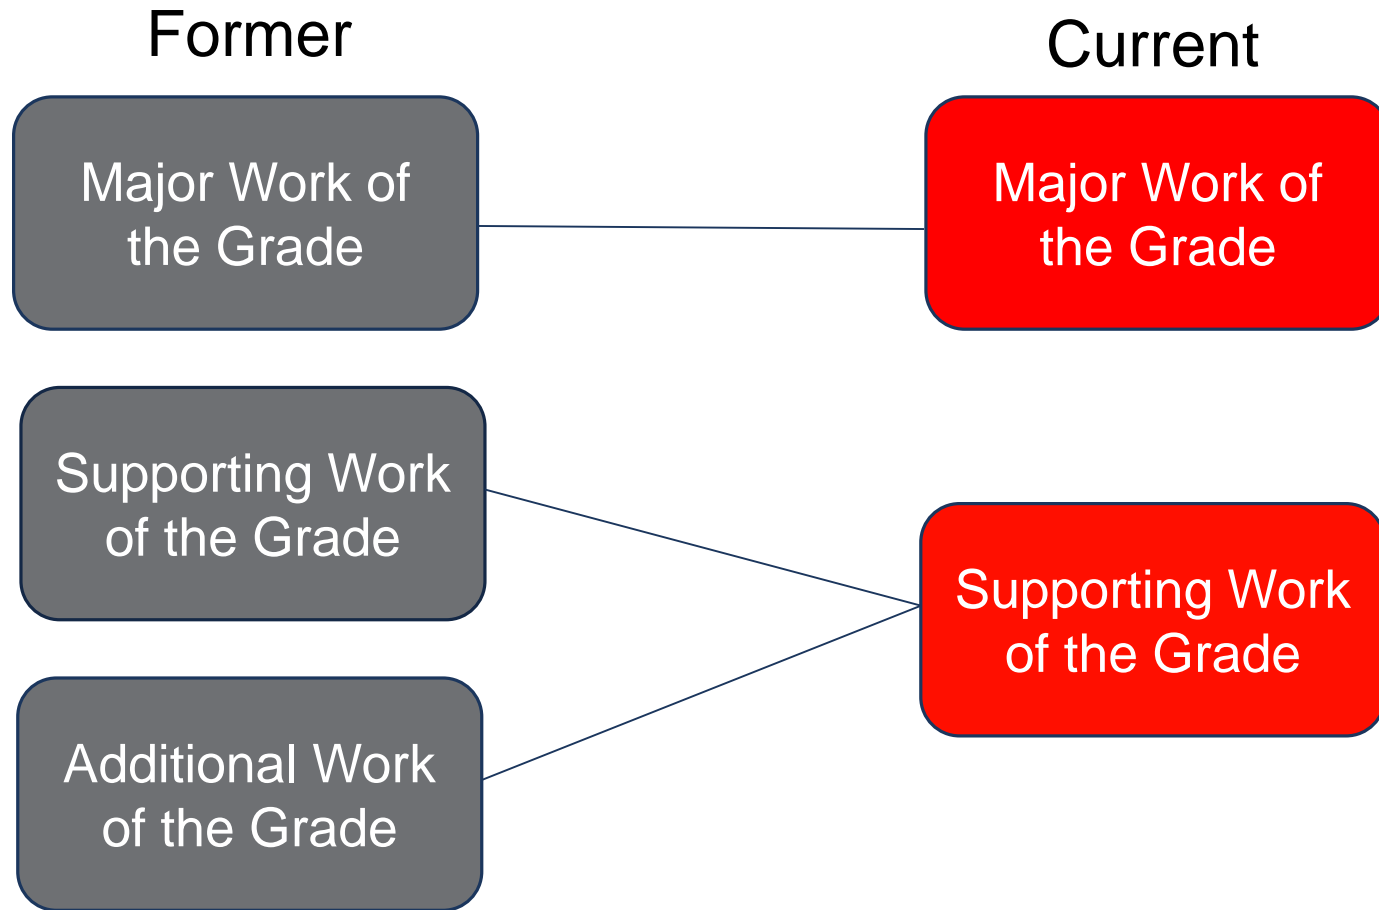 Former
Current
Major Work of
the Grade
Major Work of
the Grade
Supporting Work
of the Grade
Supporting Work
of the Grade
Additional Work
of the Grade